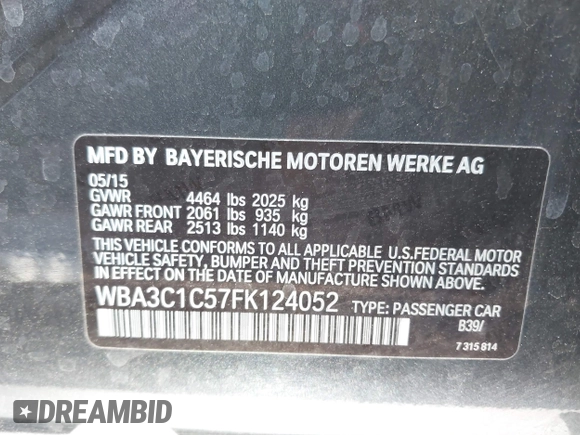 MFD BY BAYERISCHE MOTOREN WERKE AG
05/15
GVWR 4464 lbs 2025 kg
GAWR FRONT 2061 lbs 935 kg
GAWR REAR 2513 lbs 1140 kg
THIS VEHICLE CONFORMS TO ALL APPLICABLE U.S.FEDERAL MOTOR
VEHICLE SAFETY, BUMPER AND THEFT PREVENTION STANDARDS
IN EFFECT ON THE DATE OF MANUFACTURE SHOWN ABOVE.
WBA3C1C57FK124052 TYPE: PASSENGER CAR
B39/
7 315 814
DREAMBID